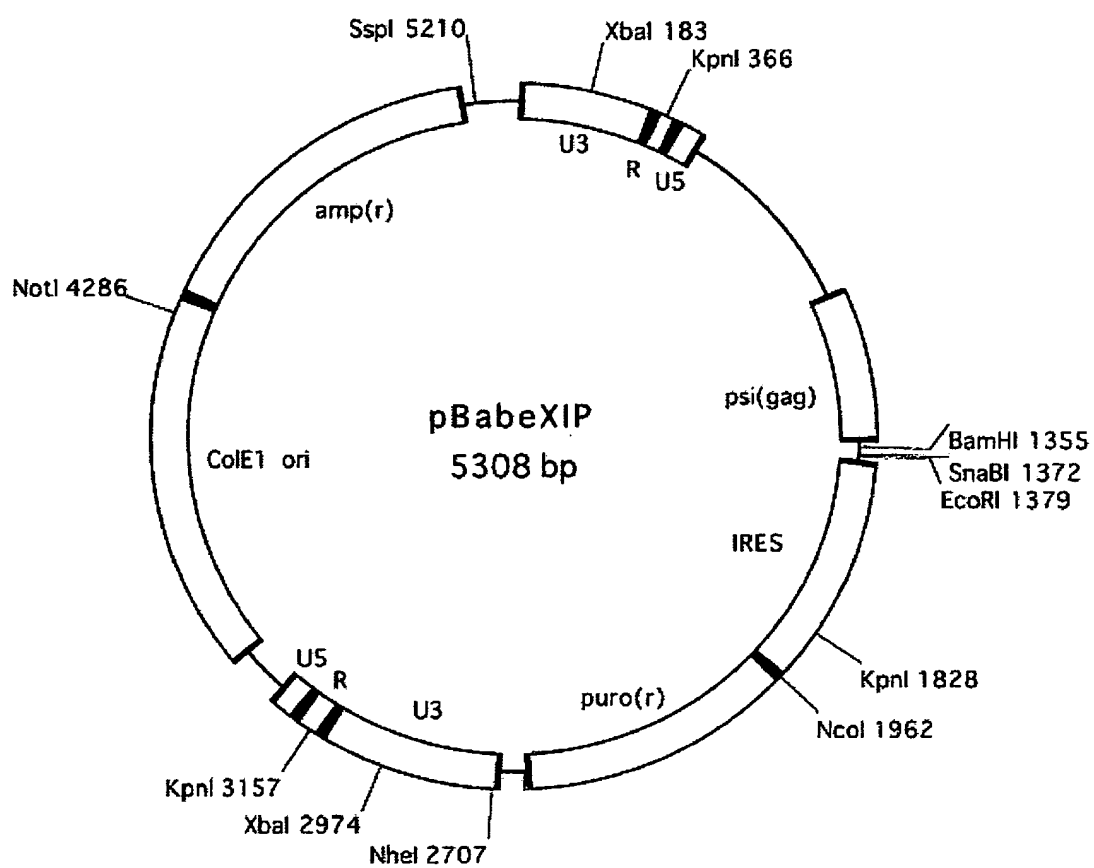 SspI 5210
XbaI 183
KpnI 366
U3
R
U5
amp(r)
NotI 4286
psi(gag)
pBabeXIP
5308 bp
BamHI 1355
SnaBI 1372
EcoRI 1379
ColE1 ori
IRES
U5
R
U3
puro(r)
KpnI 1828
NcoI 1962
KpnI 3157
XbaI 2974
NheI 2707